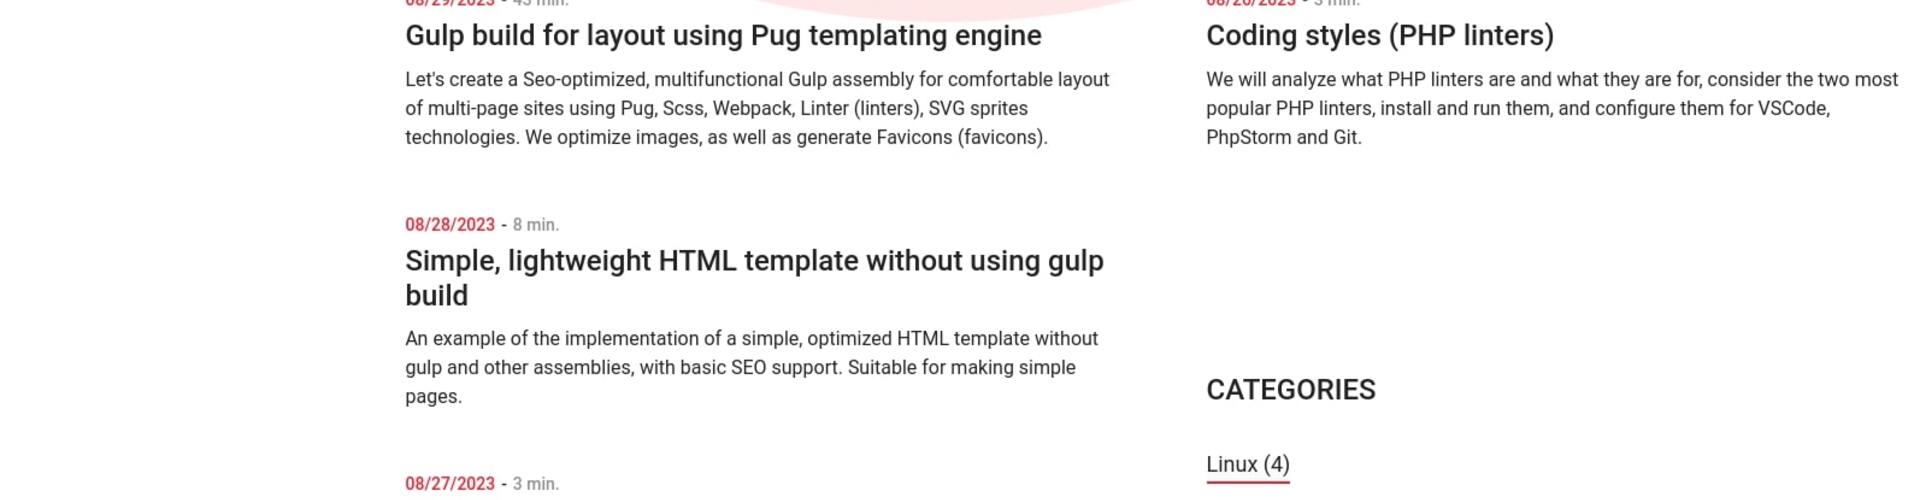 08/29/2023 - 43 min.
Gulp build for layout using Pug templating engine
Let's create a Seo-optimized, multifunctional Gulp assembly for comfortable layout
of multi-page sites using Pug, Scss, Webpack, Linter (linters), SVG sprites
technologies. We optimize images, as well as generate Favicons (favicons).
08/28/2023 - 8 min.
Simple, lightweight HTML template without using gulp
build
An example of the implementation of a simple, optimized HTML template without
gulp and other assemblies, with basic SEO support. Suitable for making simple
pages.
08/27/2023 - 3 min.
Coding styles (PHP linters)
We will analyze what PHP linters are and what they are for, consider the two most
popular PHP linters, install and run them, and configure them for VSCode,
PhpStorm and Git.
CATEGORIES
Linux (4)